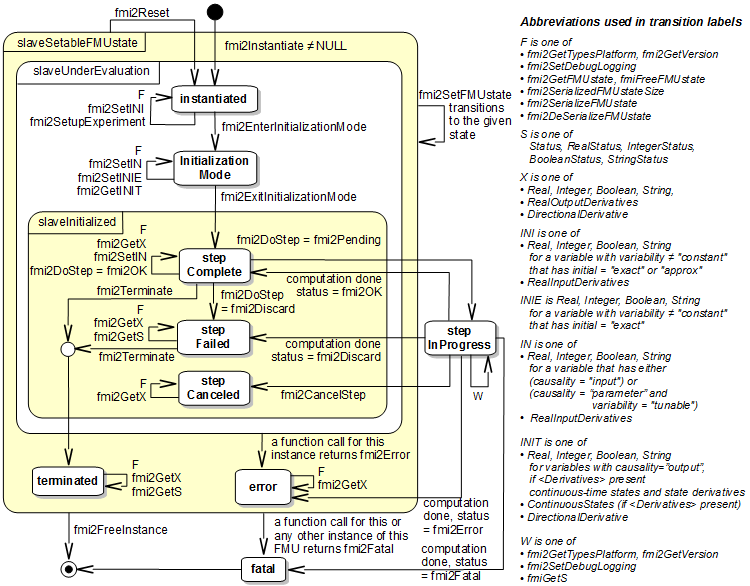 fmi2Reset
slaveSetableFMUstate
fmi2Instantiate ≠ NULL
slaveUnderEvaluation
F
fmi2SetINI
fmi2SetupExperiment
instantiated
fmi2SetFMUstate
transitions
to the given
state
fmi2EnterInitializationMode
F
fmi2SetIN
fmi2SetINIE
fmi2GetINIT
Initialization
Mode
fmi2ExitInitializationMode
slaveInitialized
F
fmi2GetX
fmi2SetIN
fmi2DoStep = fmi2OK
step
Complete
fmi2DoStep = fmi2Pending
computation done
status = fmi2OK
fmi2Terminate
fmi2DoStep
= fmi2Discard
F
fmi2GetX
fmi2GetS
step
Failed
computation done
status = fmi2Discard
step
InProgress
fmi2Terminate
fmi2GetX
step
Canceled
fmi2CancelStep
W
a function call for this
instance returns fmi2Error
terminated
F
fmi2GetX
fmi2GetS
error
F
fmi2GetX
computation
done, status
= fmi2Error
fmi2FreeInstance
a function call for this or
any other instance of this
FMU returns fmi2Fatal
fatal
computation
done, status
= fmi2Fatal
Abbreviations used in transition labels
F is one of
• fmi2GetTypesPlatform, fmi2GetVersion
• fmi2SetDebugLogging
• fmi2GetFMUstate, fmiFreeFMUstate
• fmi2SerializedFMUstateSize
• fmi2SerializeFMUstate
• fmi2DeSerializeFMUstate
S is one of
Status, RealStatus, IntegerStatus,
BooleanStatus, StringStatus
X is one of
• Real, Integer, Boolean, String,
• RealOutputDerivatives
• DirectionalDerivative
INI is one of
• Real, Integer, Boolean, String
for a variable with variability ≠ "constant"
that has initial = "exact" or "approx"
• RealInputDerivatives
INIE is Real, Integer, Boolean, String
for a variable with variability ≠ "constant"
that has initial = "exact"
IN is one of
• Real, Integer, Boolean, String
for a variable that has either
(causality = "input") or
(causality = "parameter" and
variability = "tunable")
• RealInputDerivatives
INIT is one of
• Real, Integer, Boolean, String
for variables with causality="output",
if <Derivatives> present
continuous-time states and state derivatives
• ContinuousStates (if <Derivatives> present)
• DirectionalDerivative
W is one of
• fmi2GetTypesPlatform, fmi2GetVersion
• fmi2SetDebugLogging
• fmiGetS